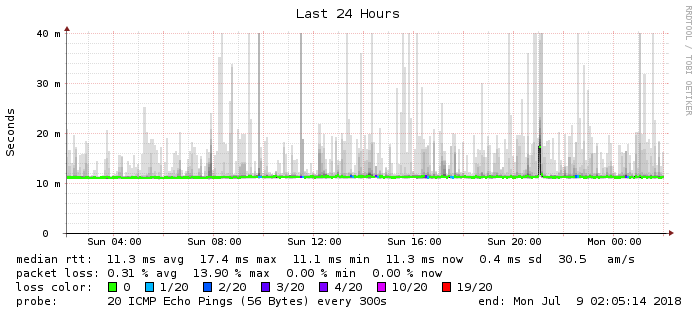 Last 24 Hours
RRDTOOL / TOBI OETIKER
Seconds
40 m
30 m
20 m
10 m
0
Sun 04:00 Sun 08:00 Sun 12:00 Sun 16:00 Sun 20:00 Mon 00:00
median rtt: 11.3 ms avg 17.4 ms max 11.1 ms min 11.3 ms now 0.4 ms sd 30.5 am/s
packet loss: 0.31 % avg 13.90 % max 0.00 % min 0.00 % now
loss color: 0 1/20 2/20 3/20 4/20 10/20 19/20
probe: 20 ICMP Echo Pings (56 Bytes) every 300s end: Mon Jul 9 02:05:14 2018